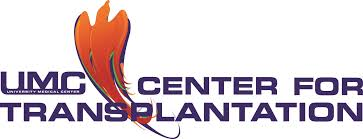 UMC CENTER FOR
UNIVERSITY MEDICAL CENTER
TRANSPLANTATION